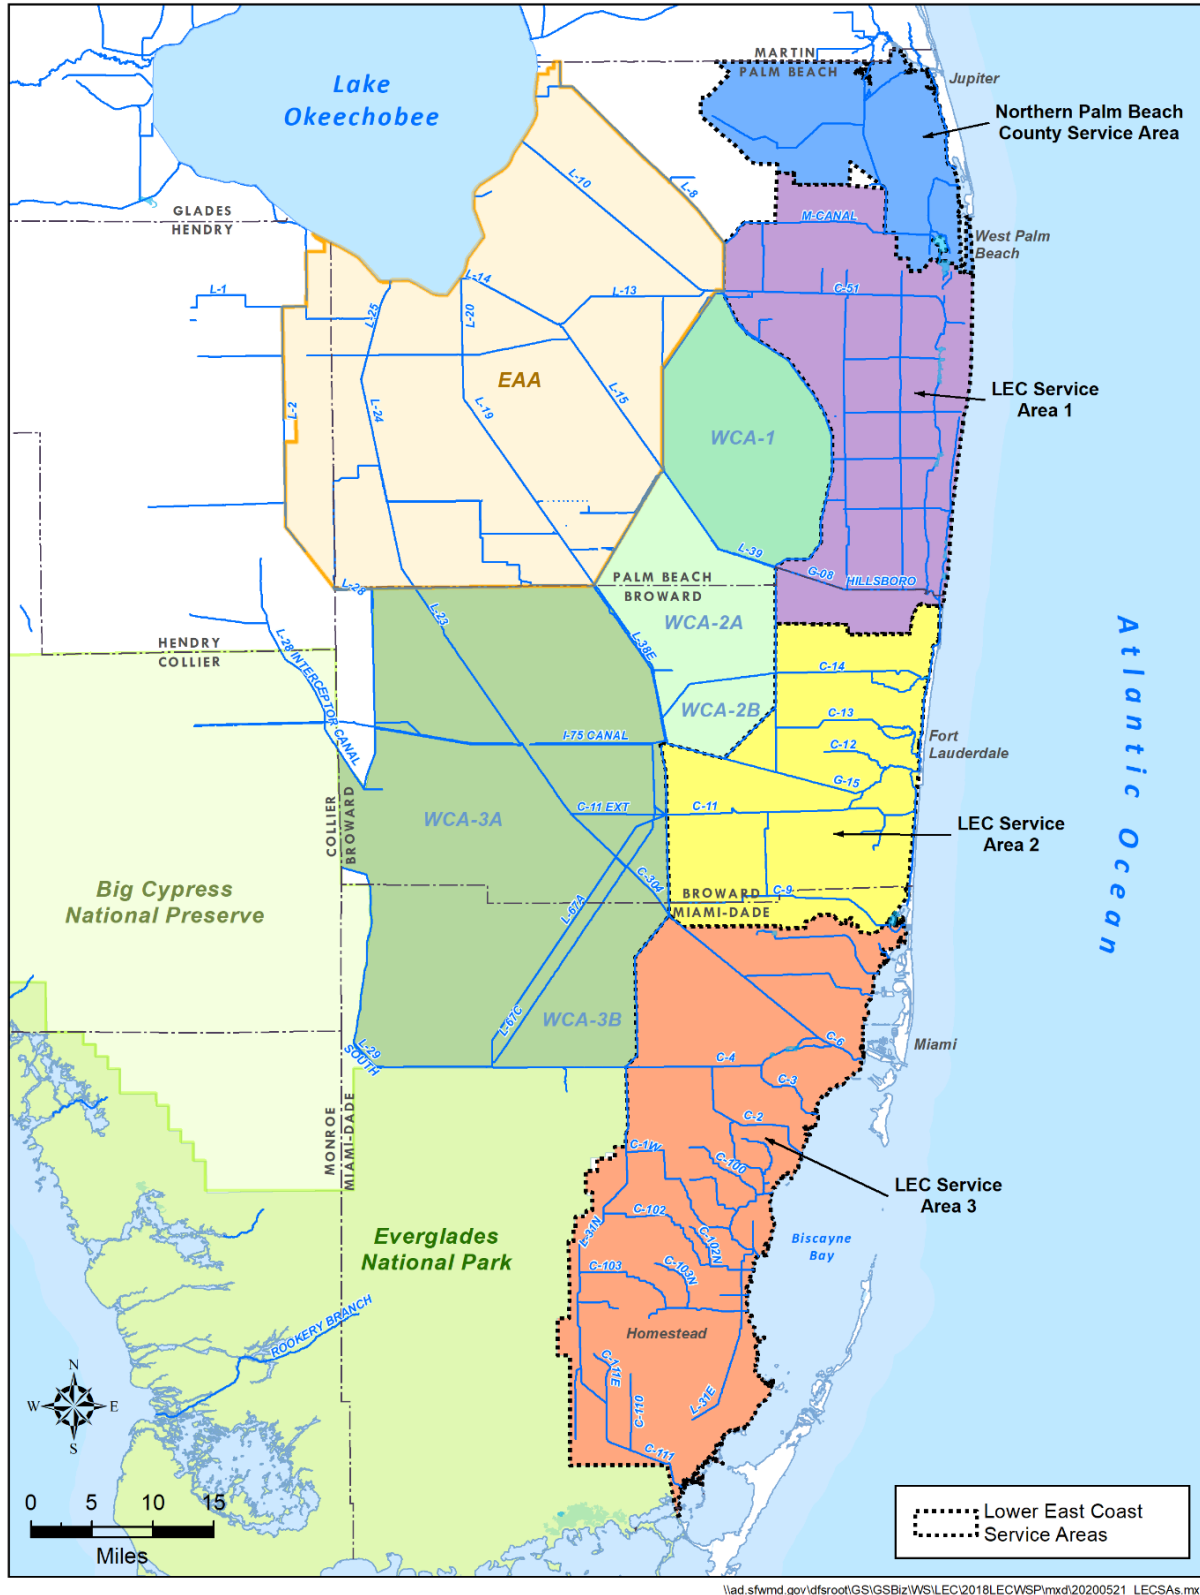 MARTIN
PALM BEACH
Jupiter
Lake
Okeechobee
Northern Palm Beach
County Service Area
L-10
L-8
GLADES
HENDRY
M-CANAL
West Palm
Beach
L-14
L-1
L-25
L-20
L-13
C-51
EAA
L-2
L-24
L-19
L-15
LEC Service
Area 1
WCA-1
L-39
G-08
HILLSBORO
L-28
PALM BEACH
BROWARD
L-23
WCA-2A
L-38E
HENDRY
COLLIER
L-28 INTERCEPTOR CANAL
C-14
WCA-2B
C-13
I-75 CANAL
C-12
Fort
Lauderdale
G-15
Atlantic Ocean
C-11 EXT
C-11
WCA-3A
LEC Service
Area 2
COLLIER
BROWARD
C-304
Big Cypress
National Preserve
L-67A
BROWARD
MIAMI-DADE
C-9
L-67C
WCA-3B
L-29
SOUTH
C-6
Miami
C-4
C-3
C-2
MONROE
MIAMI-DADE
C-1W
C-100
LEC Service
Area 3
L-31N
C-102
C-102N
Biscayne
Bay
Everglades
National Park
C-103
C-103N
ROOKERY BRANCH
Homestead
C-111E
C-110
L-31E
C-111
N
W
E
S
0 5 10 15
Miles
Lower East Coast
Service Areas
\\ad.sfwmd.gov\dfsroot\GS\GSBiz\WS\LEC\2018LECWSP\mxd\20200521_LECSAs.mx